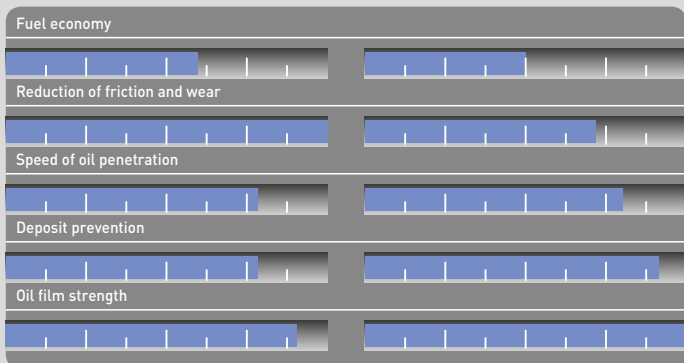 Fuel economy
Reduction of friction and wear
Speed of oil penetration
Deposit prevention
Oil film strength